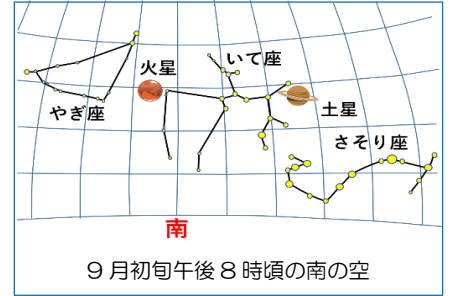 火星
いて座
やぎ座
土星
さそり座
南
9月初旬午後8時頃の南の空